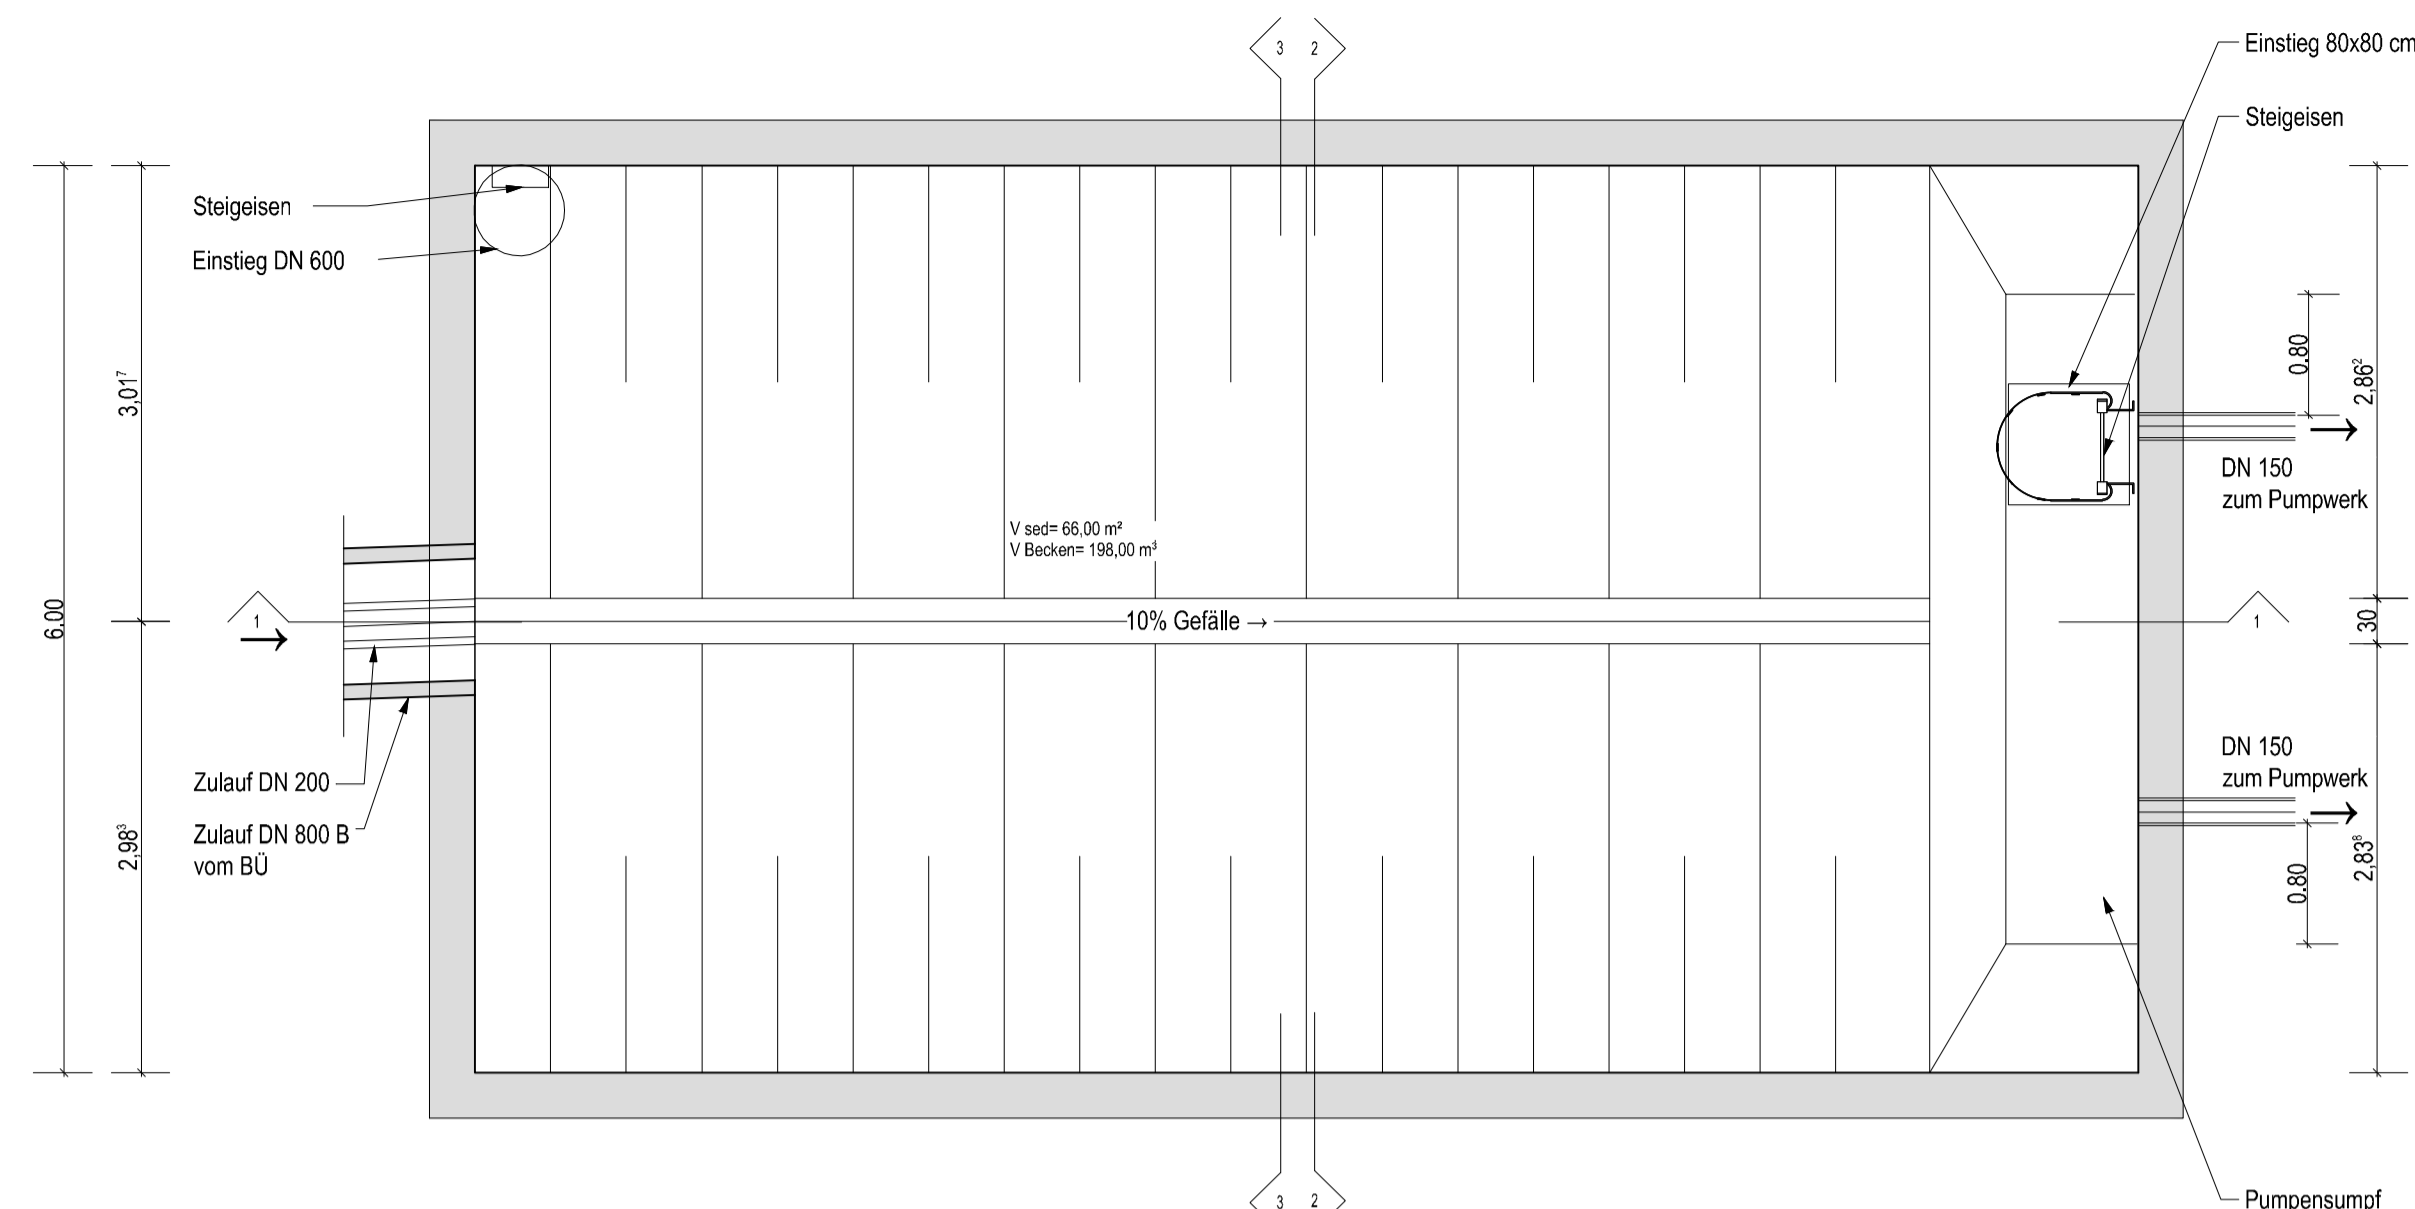 3 2
Einstieg 80x80 cm
Steigeisen
Steigeisen
Einstieg DN 600
3,01⁷
0.80
2,86²
DN 150
zum Pumpwerk
V sed= 66,00 m²
V Becken= 198,00 m³
6.00
1
10% Gefälle →
1
30
DN 150
zum Pumpwerk
Zulauf DN 200
Zulauf DN 800 B
vom BÜ
2,98³
0.80
2,83⁸
3 2
Pumpensumpf